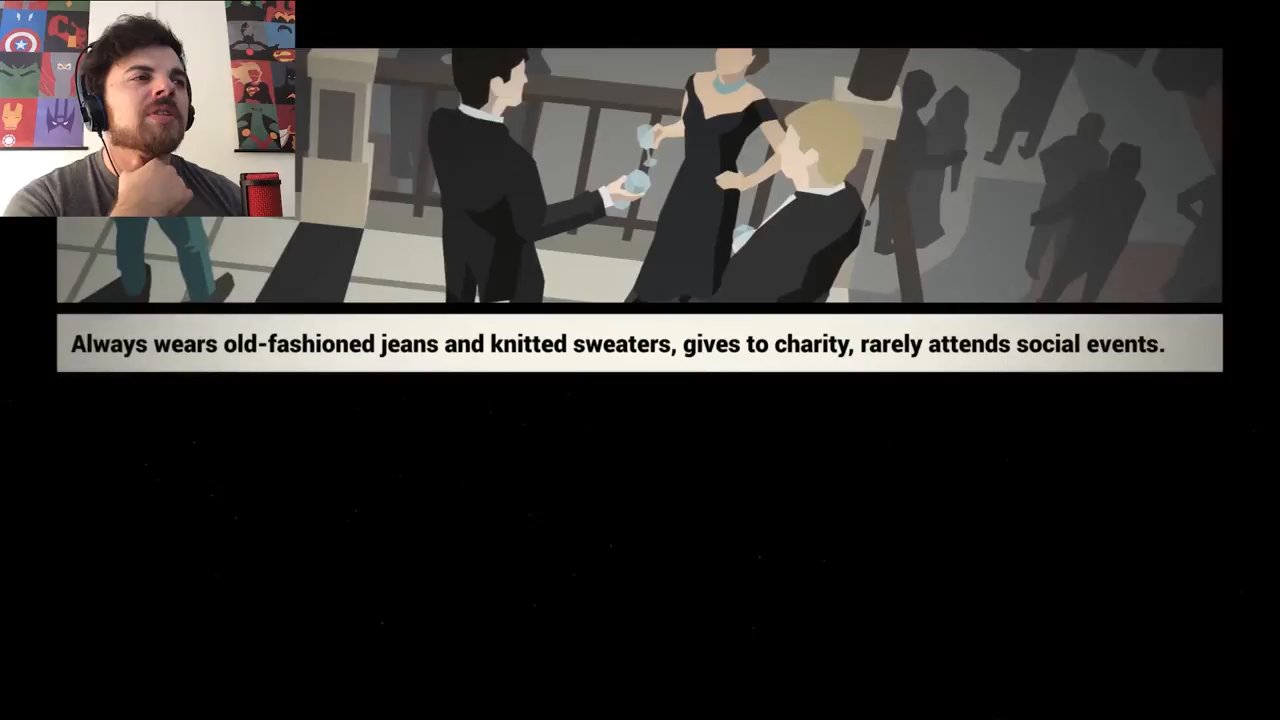 Always wears old-fashioned jeans and knitted sweaters, gives to charity, rarely attends social events.